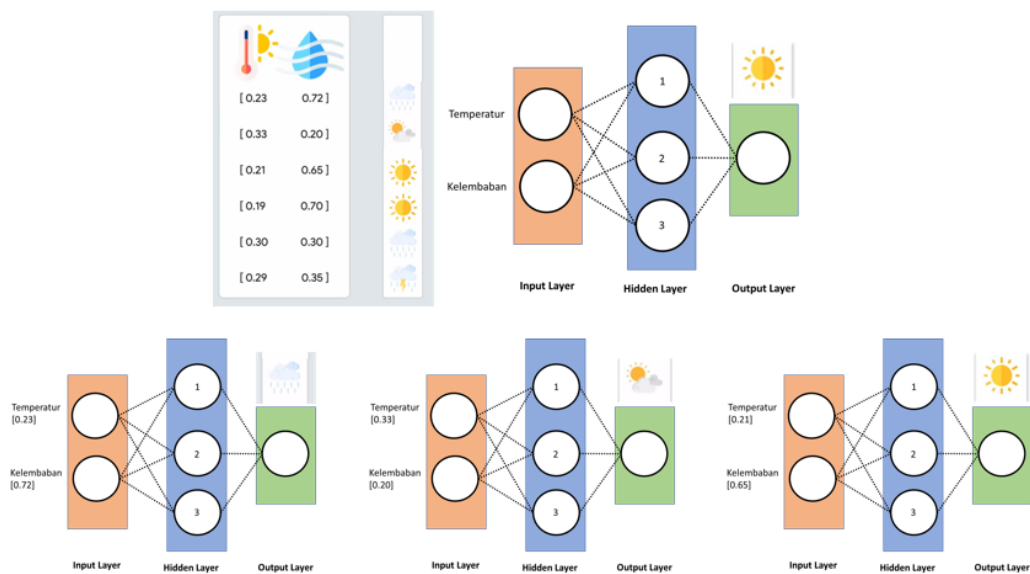 [ 0.23 0.72 ]
[ 0.33 0.20 ]
[ 0.21 0.65 ]
[ 0.19 0.70 ]
[ 0.30 0.30 ]
[ 0.29 0.35 ]
Temperatur
Kelembaban
1
2
3
Input Layer
Hidden Layer
Output Layer
Temperatur
[0.23]
Kelembaban
[0.72]
1
2
3
Input Layer
Hidden Layer
Output Layer
Temperatur
[0.33]
Kelembaban
[0.20]
1
2
3
Input Layer
Hidden Layer
Output Layer
Temperatur
[0.21]
Kelembaban
[0.65]
1
2
3
Input Layer
Hidden Layer
Output Layer